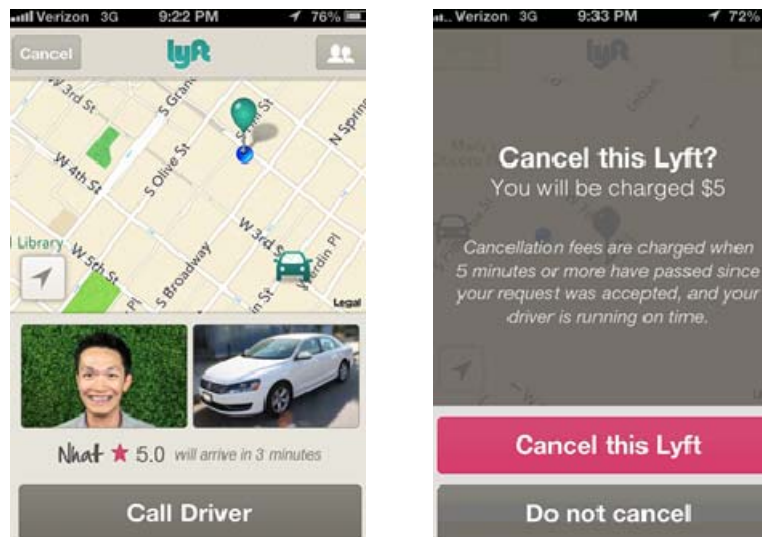 Verizon 3G 9:22 PM 76%
Cancel lyft
W 3rd St
S Grand
S Hill St
N Spring
W 4th St
S Olive St
Library
W 5th St
W 3rd St
S Broadway
Legal
Nhat ★ 5.0 will arrive in 3 minutes
Call Driver
Verizon 3G 9:33 PM 72%
lyft
Cancel this Lyft?
You will be charged $5
Cancellation fees are charged when
5 minutes or more have passed since
your request was accepted, and your
driver is running on time.
Cancel this Lyft
Do not cancel